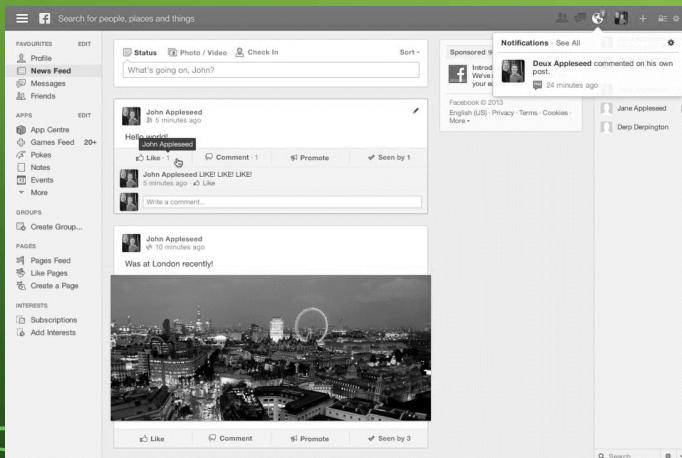 Search for people, places and things
FAVOURITES EDIT
Profile
News Feed
Messages
Friends
APPS EDIT
App Centre
Games Feed 20+
Pokes
Notes
Events
More
GROUPS
Create Group...
PAGES
Pages Feed
Like Pages
Create a Page
INTERESTS
Subscriptions
Add Interests
Status Photo / Video Check In Sort
What's going on, John?
John Appleseed
5 minutes ago
Hello world!
John Appleseed
Like · 1 Comment · 1 Promote Seen by 1
John Appleseed LIKE! LIKE! LIKE!
5 minutes ago · Like
Write a comment...
John Appleseed
10 minutes ago
Was at London recently!
Like Comment Promote Seen by 3
Sponsored
We've
your
Facebook © 2013
English (US) · Privacy · Terms · Cookies ·
More
Notifications · See All
Deux Appleseed commented on his own
post.
24 minutes ago
Jane Appleseed
Derp Derpington
Search